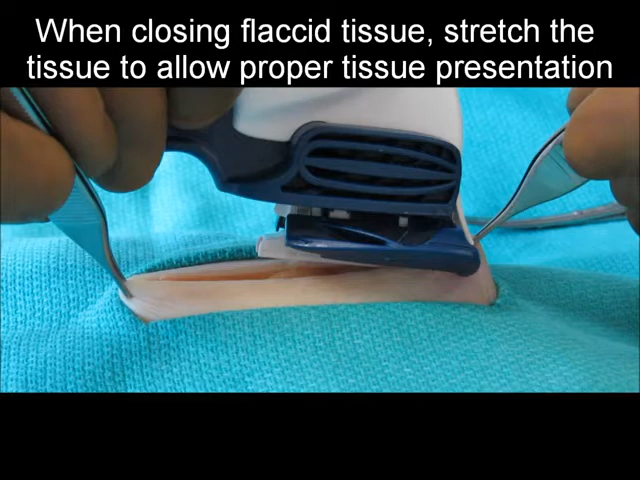 When closing flaccid tissue, stretch the
tissue to allow proper tissue presentation